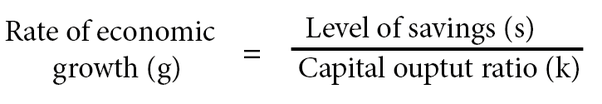 Rate of economic
growth (g)
=
Level of savings (s)
Capital ouptut ratio (k)